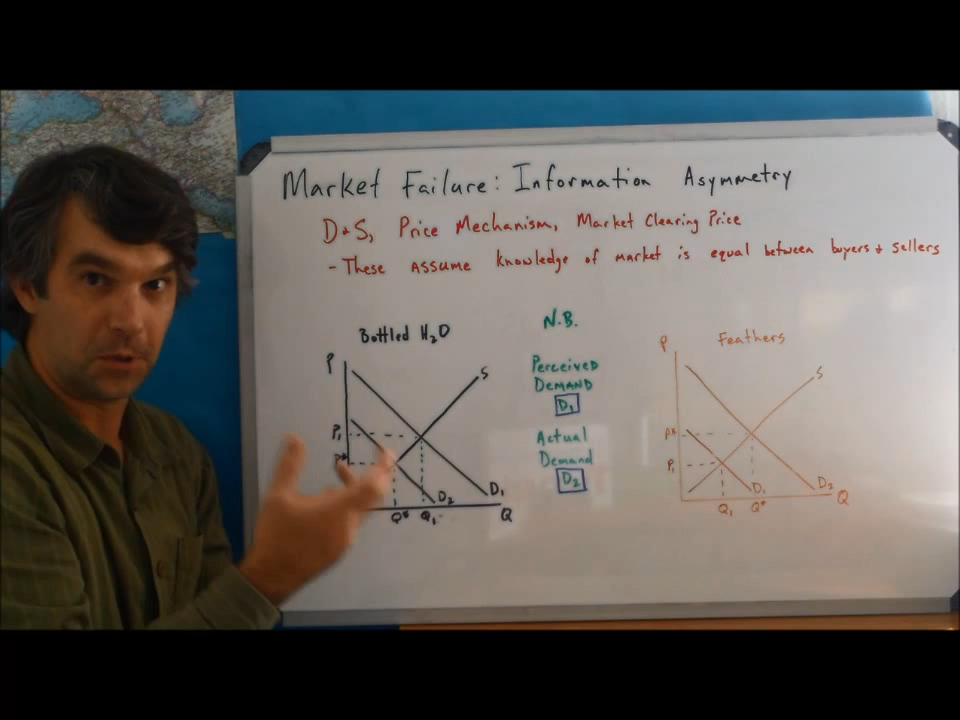 Market Failure: Information Asymmetry
D+S, Price Mechanism, Market Clearing Price
- These assume knowledge of market is equal between buyers + sellers
Bottled H₂O
P
S
P₁
P*
D₂
D₁
Q*
Q₁
Q
N.B.
Perceived
Demand
D₁
Actual
Demand
D₂
Feathers
P
S
P*
P₁
D₁
D₂
Q₁
Q*
Q